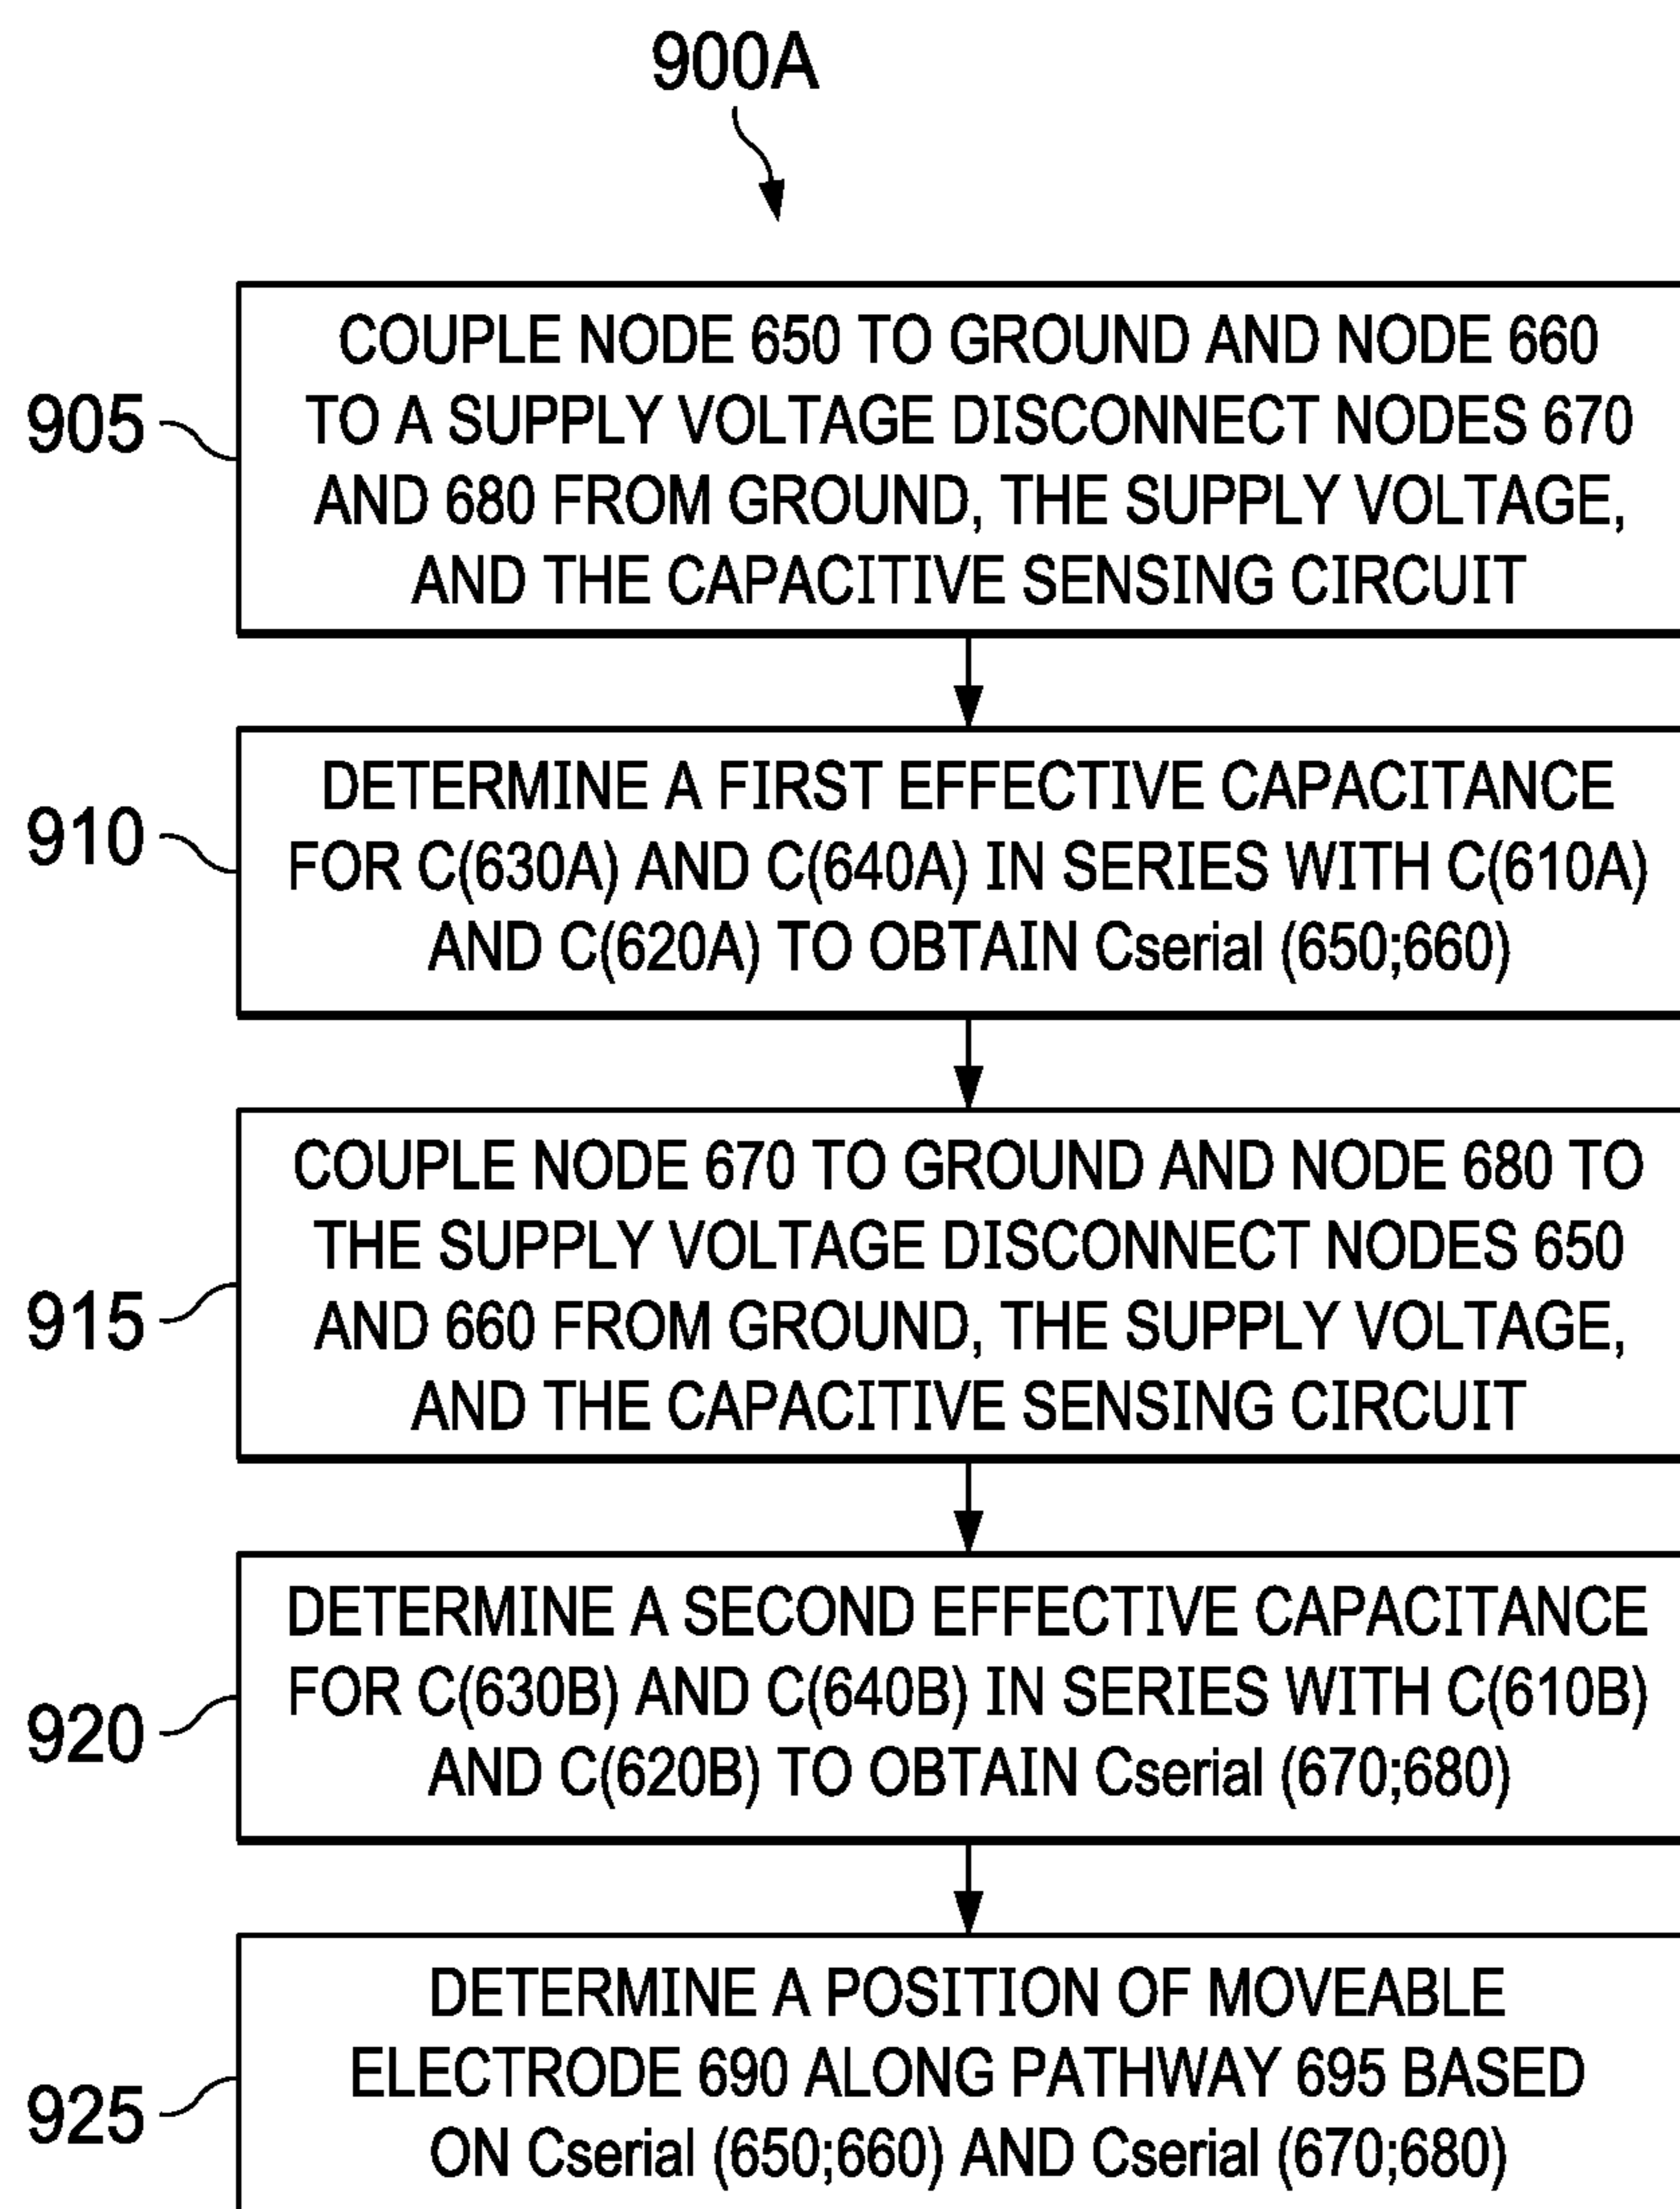 900A
905
COUPLE NODE 650 TO GROUND AND NODE 660
TO A SUPPLY VOLTAGE DISCONNECT NODES 670
AND 680 FROM GROUND, THE SUPPLY VOLTAGE,
AND THE CAPACITIVE SENSING CIRCUIT
910
DETERMINE A FIRST EFFECTIVE CAPACITANCE
FOR C(630A) AND C(640A) IN SERIES WITH C(610A)
AND C(620A) TO OBTAIN Cserial (650;660)
915
COUPLE NODE 670 TO GROUND AND NODE 680 TO
THE SUPPLY VOLTAGE DISCONNECT NODES 650
AND 660 FROM GROUND, THE SUPPLY VOLTAGE,
AND THE CAPACITIVE SENSING CIRCUIT
920
DETERMINE A SECOND EFFECTIVE CAPACITANCE
FOR C(630B) AND C(640B) IN SERIES WITH C(610B)
AND C(620B) TO OBTAIN Cserial (670;680)
925
DETERMINE A POSITION OF MOVEABLE
ELECTRODE 690 ALONG PATHWAY 695 BASED
ON Cserial (650;660) AND Cserial (670;680)